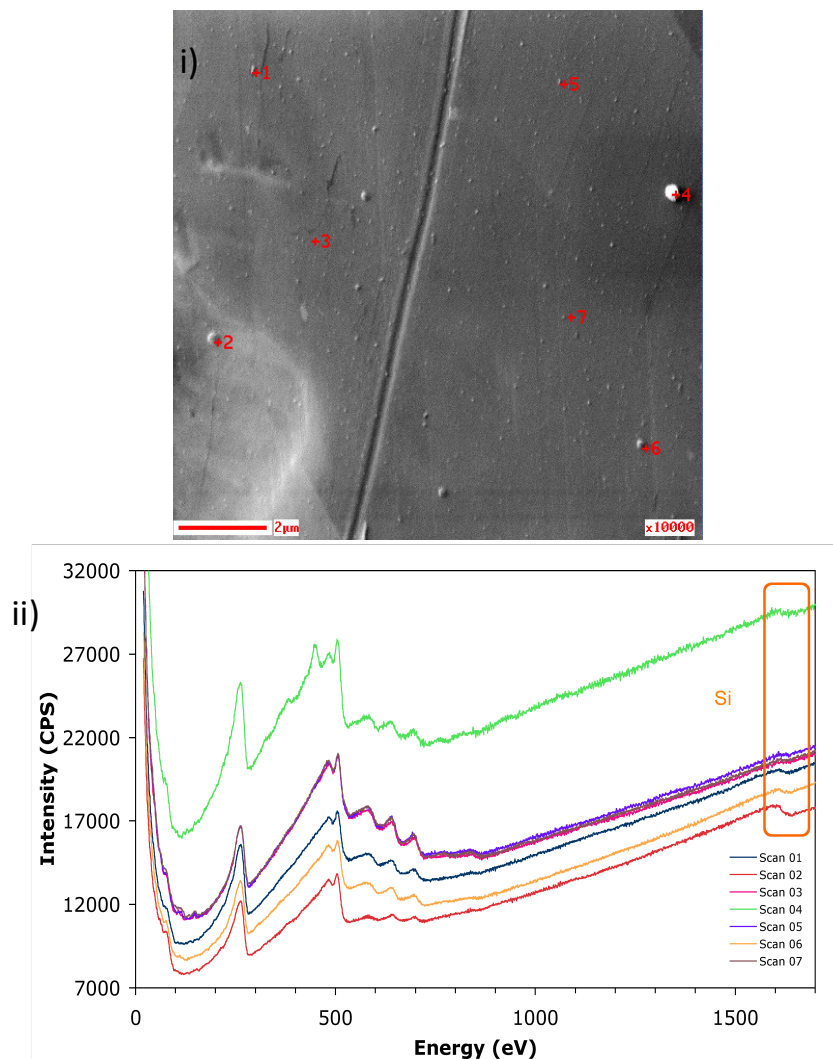 i)
+1
+5
+4
+3
+7
+2
+6
2µm
x10000
ii)
32000
27000
22000
17000
12000
7000
Intensity (CPS)
Si
Scan 01
Scan 02
Scan 03
Scan 04
Scan 05
Scan 06
Scan 07
0
500
1000
1500
Energy (eV)